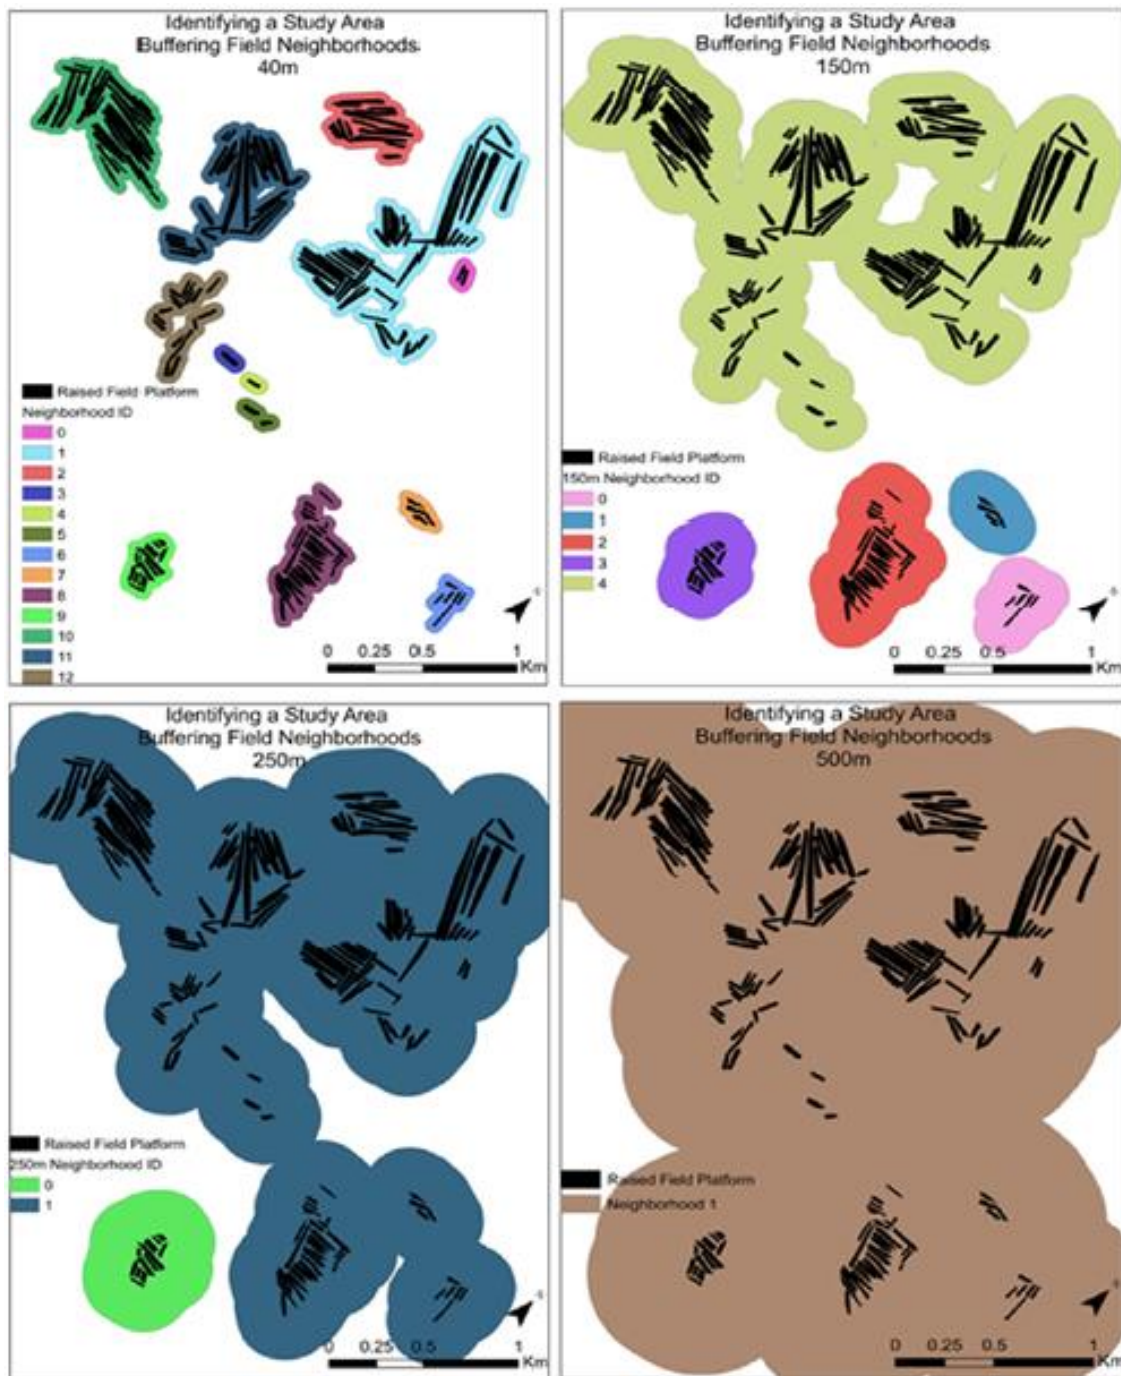 Identifying a Study Area
Buffering Field Neighborhoods
40m
Raised Field Platform
Neighborhood ID
0
1
2
3
4
5
6
7
8
9
10
11
12
0 0.25 0.5 1
Km
Identifying a Study Area
Buffering Field Neighborhoods
150m
Raised Field Platform
150m Neighborhood ID
0
1
2
3
4
0 0.25 0.5 1
Km
Identifying a Study Area
Buffering Field Neighborhoods
250m
Raised Field Platform
250m Neighborhood ID
0
1
0 0.25 0.5 1
Km
Identifying a Study Area
Buffering Field Neighborhoods
500m
Raised Field Platform
Neighborhood 1
0 0.25 0.5 1
Km